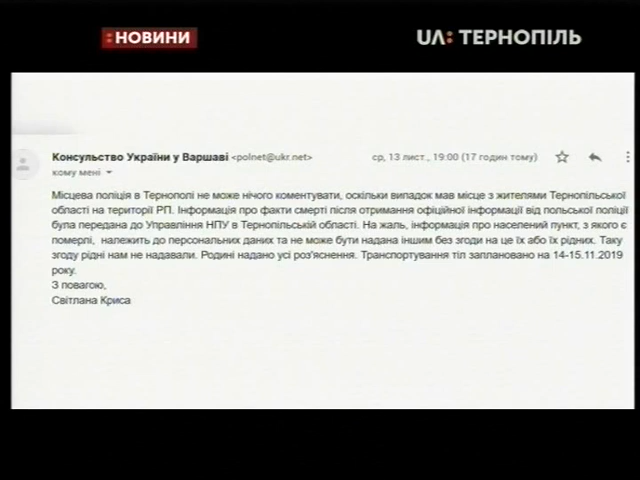 :НОВИНИ
UA: ТЕРНОПІЛЬ
Консульство України у Варшаві <polnet@ukr.net>
ср, 13 лист., 19:00 (17 годин тому)
кому мені
Місцева поліція в Тернополі не може нічого коментувати, оскільки випадок мав місце з жителями Тернопільської
області на території РП. Інформація про факти смерті після отримання офіційної інформації від польської поліції
була передана до Управління НПУ в Тернопільській області. На жаль, інформація про населений пункт, з якого є
померлі, належить до персональних даних та не може бути надана іншим без згоди на це їх або їх рідних. Таку
згоду рідні нам не надавали. Родині надано усі роз'яснення. Транспортування тіл заплановано на 14-15.11.2019
року.
З повагою,
Світлана Криса